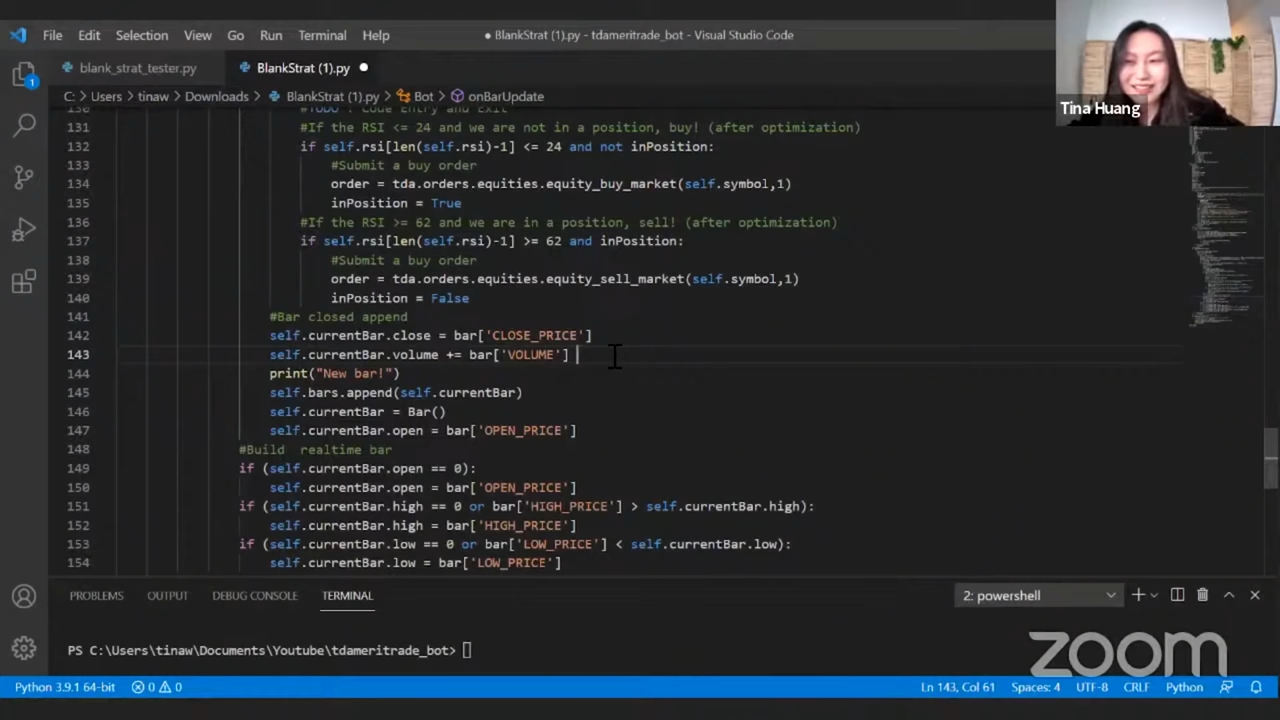 File Edit Selection View Go Run Terminal Help
● BlankStrat (1).py - tdameritrade_bot - Visual Studio Code
Tina Huang
1
blank_strat_tester.py
BlankStrat (1).py ●
C: > Users > tinaw > Downloads > BlankStrat (1).py > Bot > onBarUpdate
130 #TODO : Code Entry and Exit
131 #If the RSI <= 24 and we are not in a position, buy! (after optimization)
132 if self.rsi[len(self.rsi)-1] <= 24 and not inPosition:
133 #Submit a buy order
134 order = tda.orders.equities.equity_buy_market(self.symbol,1)
135 inPosition = True
136 #If the RSI >= 62 and we are in a position, sell! (after optimization)
137 if self.rsi[len(self.rsi)-1] >= 62 and inPosition:
138 #Submit a buy order
139 order = tda.orders.equities.equity_sell_market(self.symbol,1)
140 inPosition = False
141 #Bar closed append
142 self.currentBar.close = bar['CLOSE_PRICE']
143 self.currentBar.volume += bar['VOLUME']
144 print("New bar!")
145 self.bars.append(self.currentBar)
146 self.currentBar = Bar()
147 self.currentBar.open = bar['OPEN_PRICE']
148 #Build  realtime bar
149 if (self.currentBar.open == 0):
150 self.currentBar.open = bar['OPEN_PRICE']
151 if (self.currentBar.high == 0 or bar['HIGH_PRICE'] > self.currentBar.high):
152 self.currentBar.high = bar['HIGH_PRICE']
153 if (self.currentBar.low == 0 or bar['LOW_PRICE'] < self.currentBar.low):
154 self.currentBar.low = bar['LOW_PRICE']
PROBLEMS OUTPUT DEBUG CONSOLE TERMINAL
2: powershell
PS C:\Users\tinaw\Documents\Youtube\tdameritrade_bot>
zoom
Python 3.9.1 64-bit 0 0
Ln 143, Col 61 Spaces: 4 UTF-8 CRLF Python